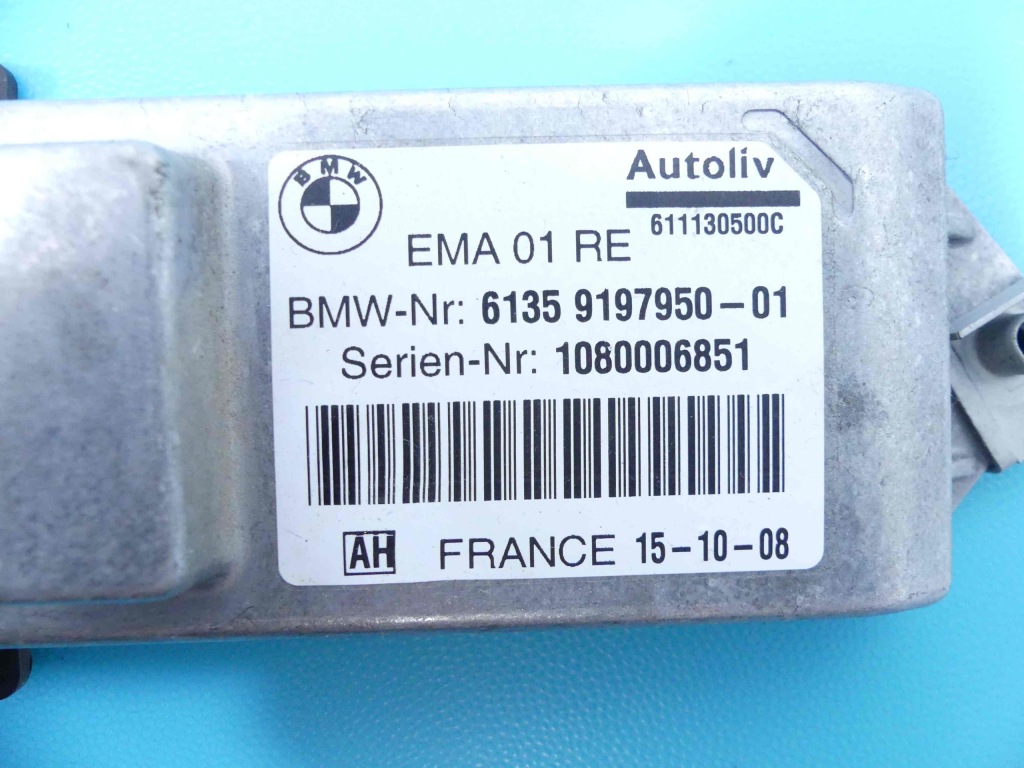 BMW
Autoliv
611130500C
EMA 01 RE
BMW-Nr: 6135 9197950-01
Serien-Nr: 1080006851
AH FRANCE 15-10-08